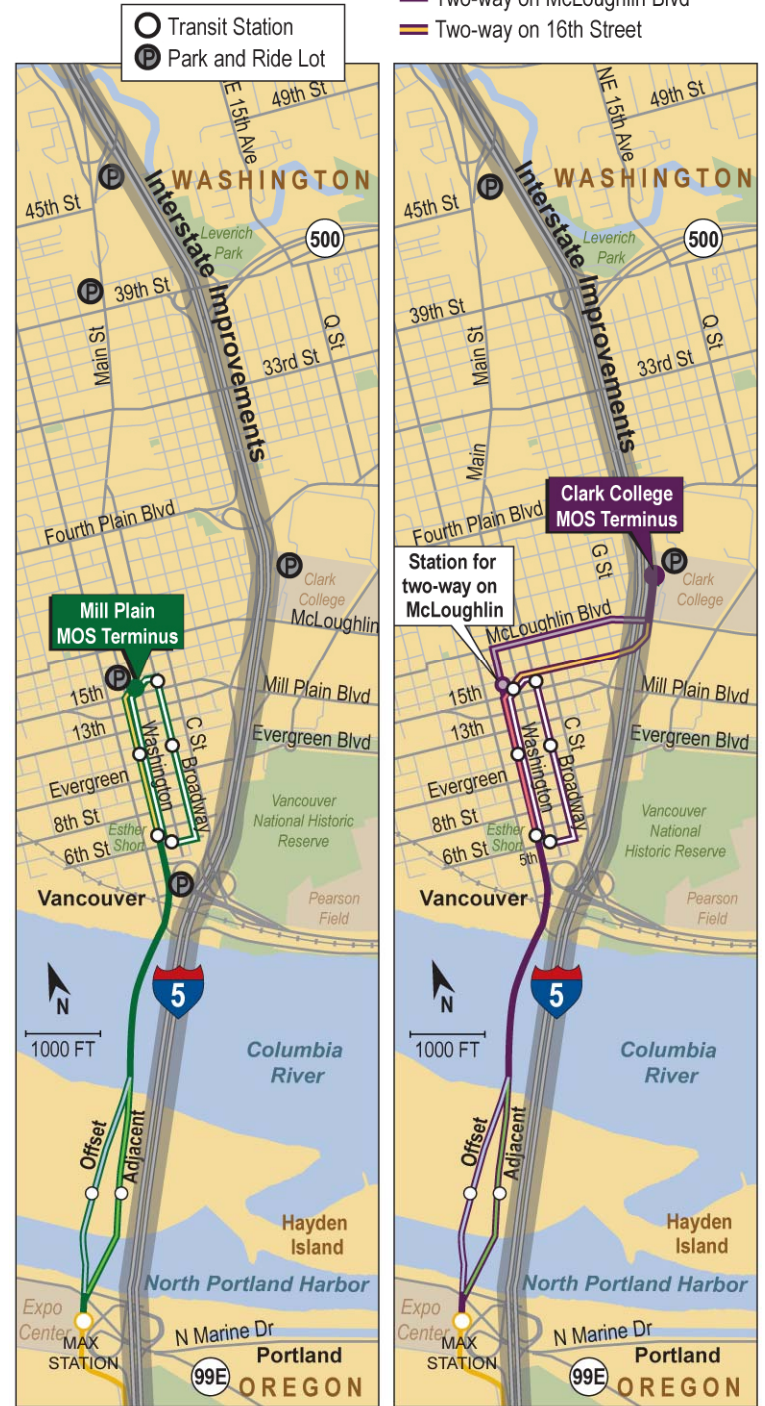 Two-way on McLoughlin Blvd
Two-way on 16th Street
Transit Station
P Park and Ride Lot
49th St
NE 15th Ave
WASHINGTON
P
45th St
Interstate Improvements
Leverich
Park
500
P
39th St
Main St
Q St
33rd St
Fourth Plain Blvd
P
Clark
College
Mill Plain
MOS Terminus
McLoughlin
P
15th
Mill Plain Blvd
13th
Washington
C St
Broadway
Evergreen Blvd
Evergreen
8th St
Esther
Short
6th St
Vancouver
National Historic
Reserve
P
Vancouver
Pearson
Field
N
5
1000 FT
Columbia
River
Offset
Adjacent
Hayden
Island
North Portland Harbor
Expo
Center
MAX
STATION
N Marine Dr
Portland
99E
OREGON
49th St
NE 15th Ave
WASHINGTON
P
45th St
Interstate Improvements
Leverich
Park
500
39th St
Main St
Q St
33rd St
Main
Clark College
MOS Terminus
Fourth Plain Blvd
P
G St
Station for
two-way on
McLoughlin
Clark
College
McLoughlin Blvd
15th
Mill Plain Blvd
13th
Washington
C St
Broadway
Evergreen Blvd
Evergreen
8th St
Esther
Short
6th St
5th
Vancouver
National
Historic Reserve
Vancouver
Pearson
Field
N
5
1000 FT
Columbia
River
Offset
Adjacent
Hayden
Island
North Portland Harbor
Expo
Center
MAX
STATION
N Marine Dr
Portland
99E
OREGON